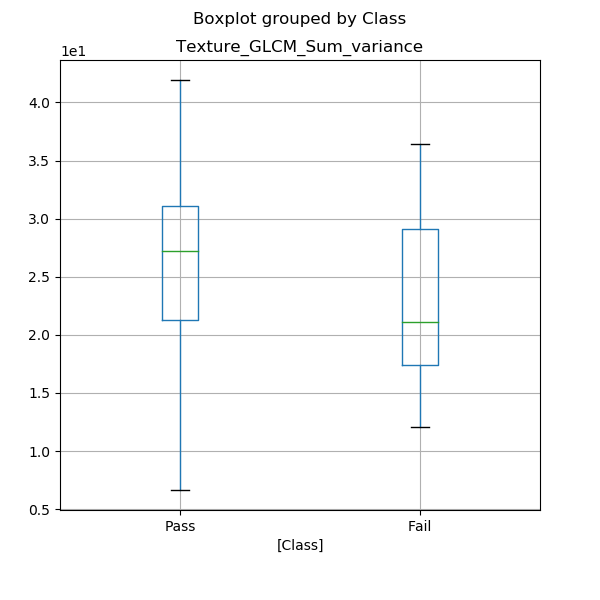 Boxplot grouped by Class
Texture_GLCM_Sum_variance
1e1
4.0
3.5
3.0
2.5
2.0
1.5
1.0
0.5
Pass Fail
[Class]